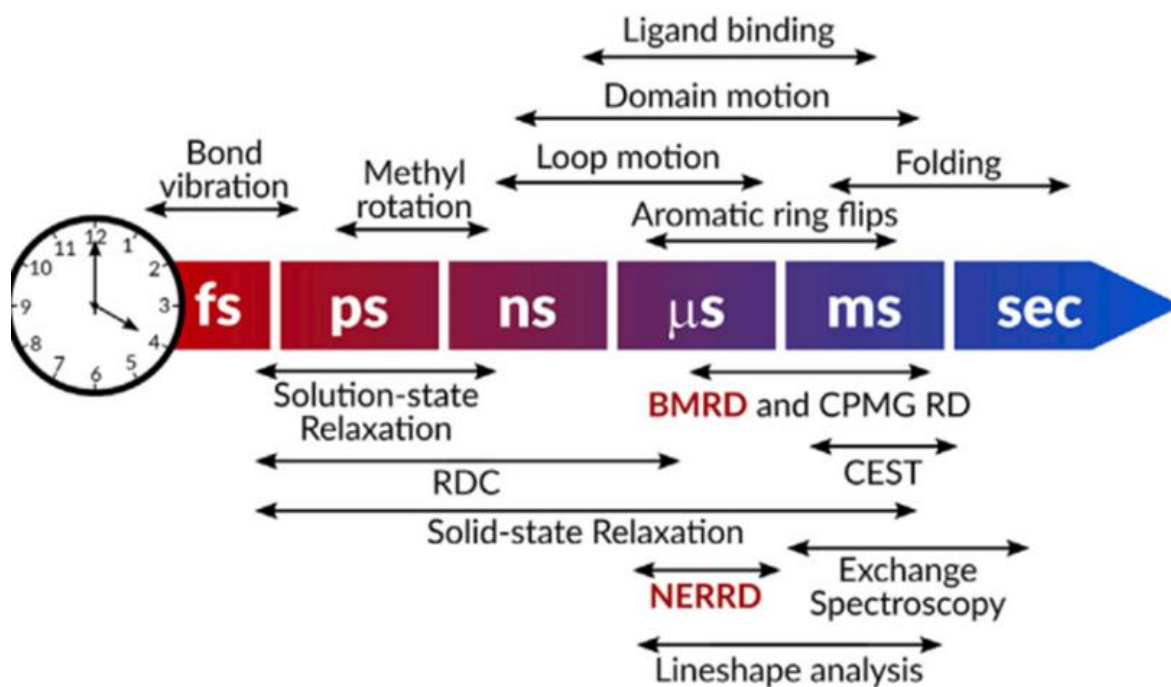 Ligand binding
Domain motion
Bond
vibration
Methyl
rotation
Loop motion
Folding
Aromatic ring flips
12
1
2
3
4
5
6
7
8
9
10
11
fs
ps
ns
μs
ms
sec
Solution-state
Relaxation
BMRD and CPMG RD
RDC
CEST
Solid-state Relaxation
NERRD
Exchange
Spectroscopy
Lineshape analysis